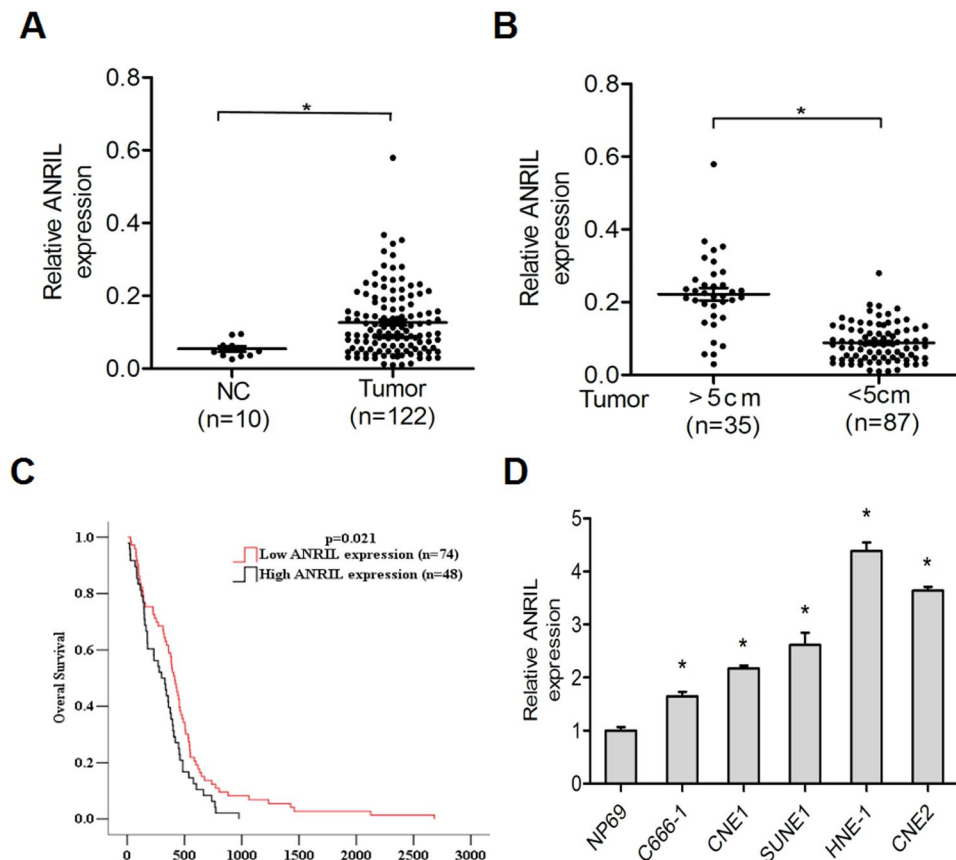 A
Relative ANRIL
expression
0.8
0.6
0.4
0.2
0.0
*
NC
(n=10)
Tumor
(n=122)
B
Relative ANRIL
expression
0.8
0.6
0.4
0.2
0.0
*
Tumor
>5cm
(n=35)
<5cm
(n=87)
C
Overal Survival
1.0
0.8
0.6
0.4
0.2
0.0
p=0.021
Low ANRIL expression (n=74)
High ANRIL expression (n=48)
0 500 1000 1500 2000 2500 3000
D
Relative ANRIL
expression
5
4
3
2
1
0
* * * * *
NP69
C666-1
CNE1
SUNE1
HNE-1
CNE2